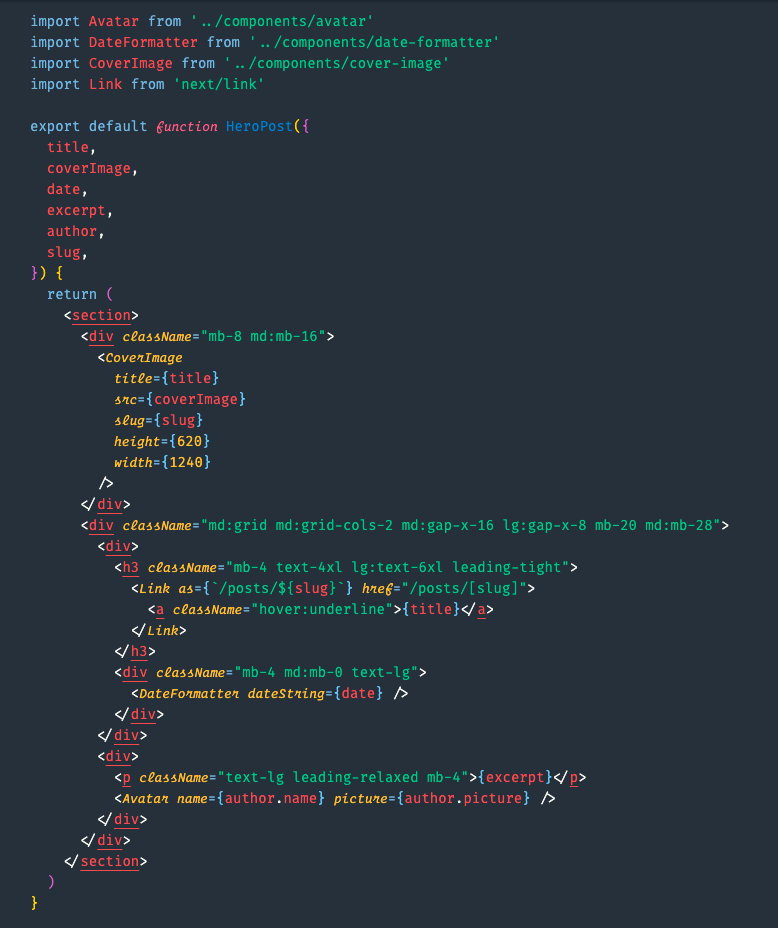 import Avatar from '../components/avatar'
import DateFormatter from '../components/date-formatter'
import CoverImage from '../components/cover-image'
import Link from 'next/link'

export default function HeroPost({
  title,
  coverImage,
  date,
  excerpt,
  author,
  slug,
}) {
  return (
    <section>
      <div className="mb-8 md:mb-16">
        <CoverImage
          title={title}
          src={coverImage}
          slug={slug}
          height={620}
          width={1240}
        />
      </div>
      <div className="md:grid md:grid-cols-2 md:gap-x-16 lg:gap-x-8 mb-20 md:mb-28">
        <div>
          <h3 className="mb-4 text-4xl lg:text-6xl leading-tight">
            <Link as={`/posts/${slug}`} href="/posts/[slug]">
              <a className="hover:underline">{title}</a>
            </Link>
          </h3>
          <div className="mb-4 md:mb-0 text-lg">
            <DateFormatter dateString={date} />
          </div>
        </div>
        <div>
          <p className="text-lg leading-relaxed mb-4">{excerpt}</p>
          <Avatar name={author.name} picture={author.picture} />
        </div>
      </div>
    </section>
  )
}